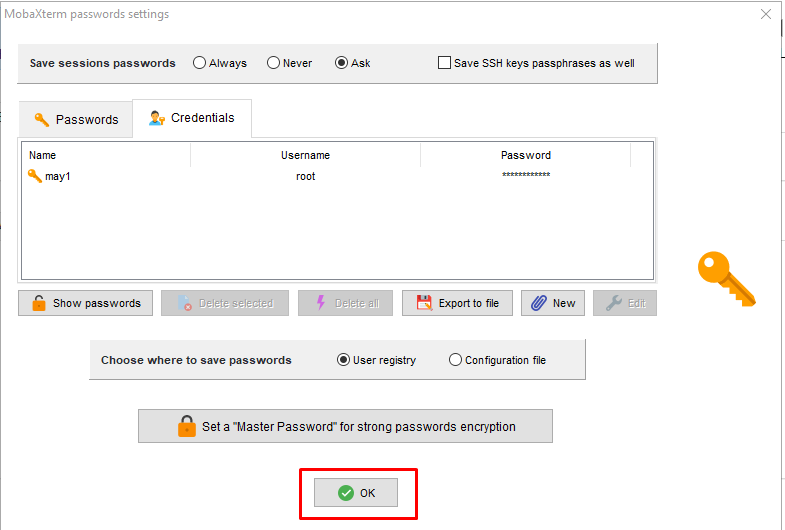 MobaXterm passwords settings
Save sessions passwords Always Never Ask Save SSH keys passphrases as well
Passwords Credentials
Name Username Password
may1 root ************
Show passwords Delete selected Delete all Export to file New Edit
Choose where to save passwords User registry Configuration file
Set a "Master Password" for strong passwords encryption
OK